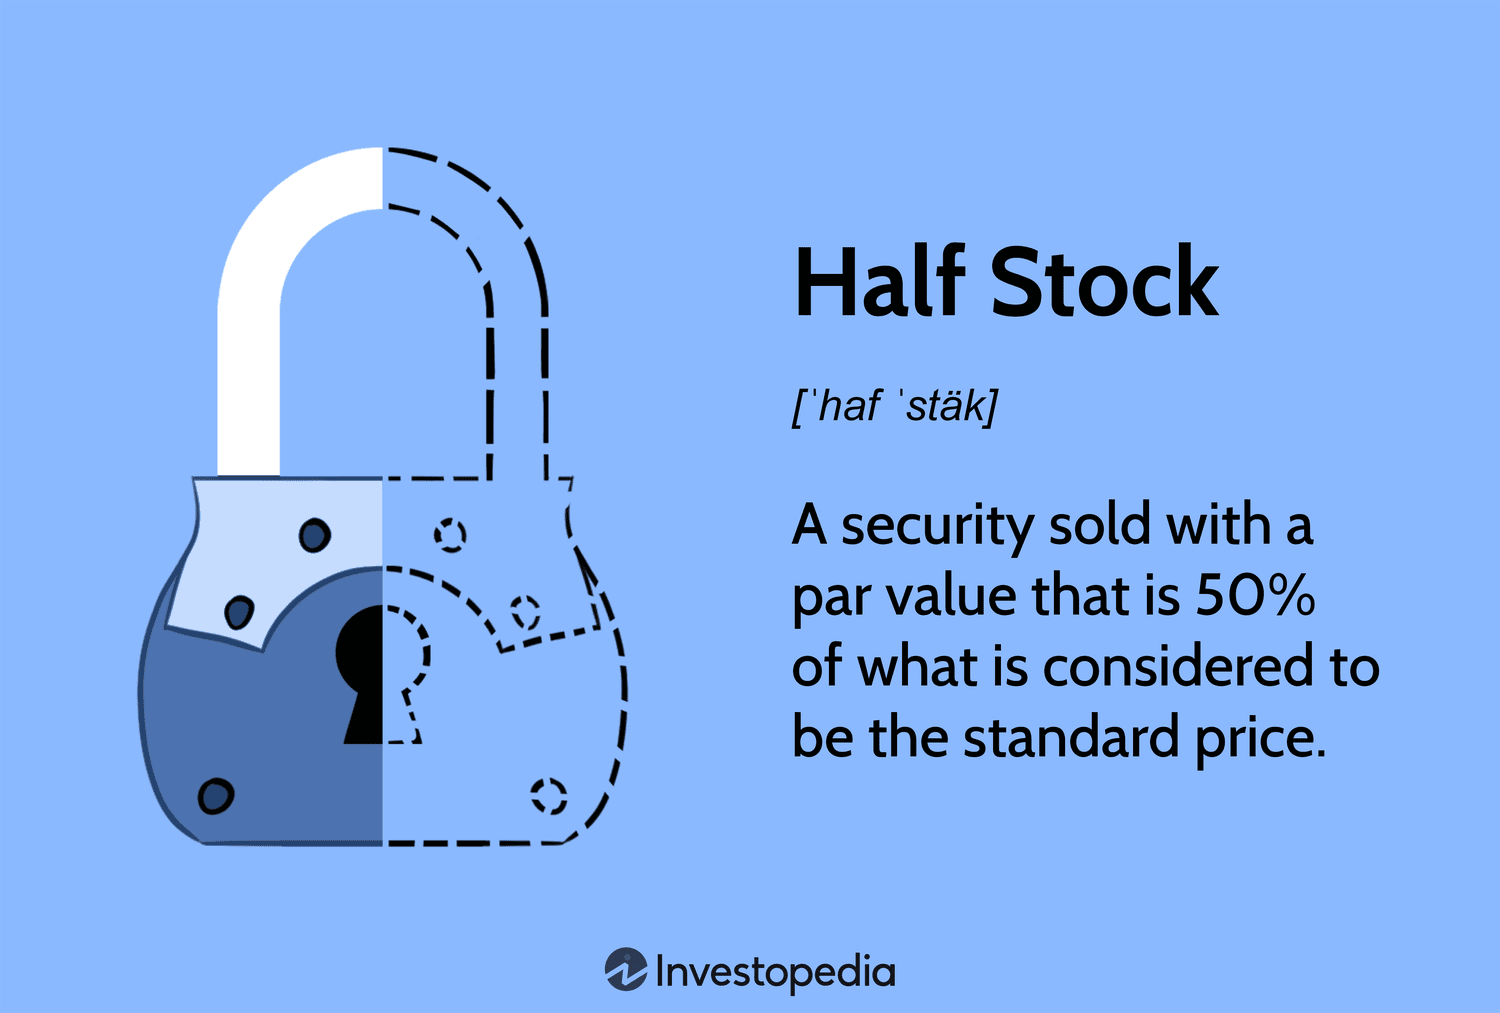 Half Stock
[ˈhaf ˈstäk]
A security sold with a
par value that is 50%
of what is considered to
be the standard price.
Investopedia